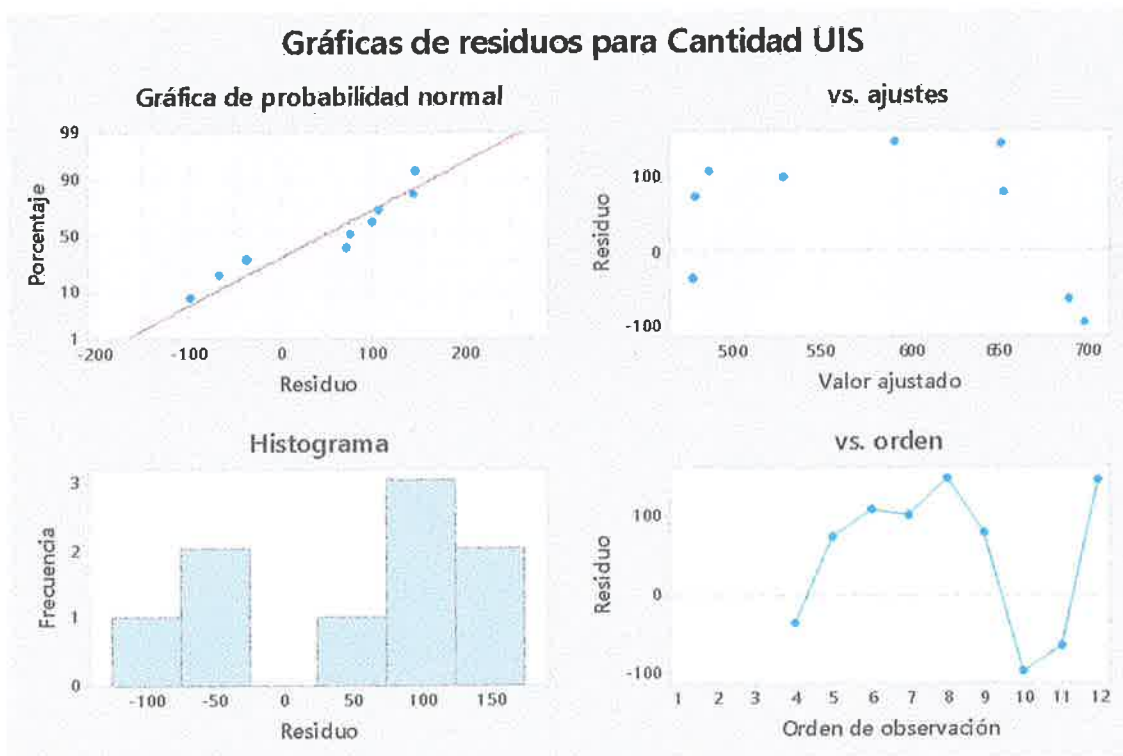 Gráficas de residuos para Cantidad UIS
Gráfica de probabilidad normal
99
90
50
10
1
Porcentaje
-200 -100 0 100 200
Residuo
vs. ajustes
100
0
-100
Residuo
500 550 600 650 700
Valor ajustado
Histograma
3
2
1
0
Frecuencia
-100 -50 0 50 100 150
Residuo
vs. orden
100
0
-100
Residuo
1 2 3 4 5 6 7 8 9 10 11 12
Orden de observación